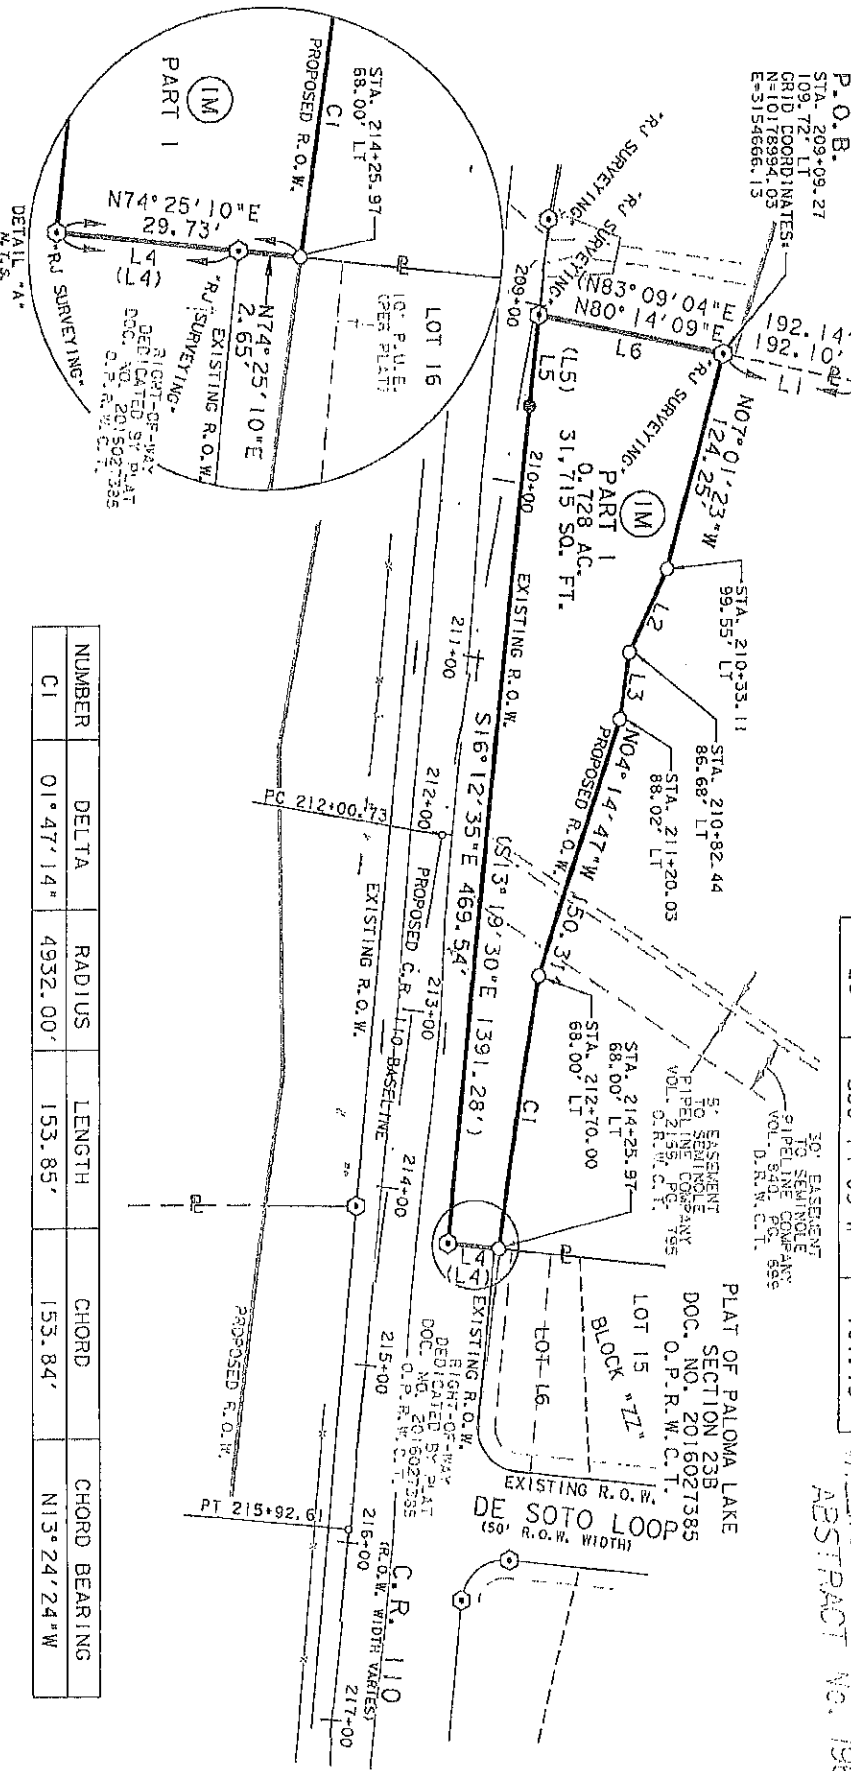 P.O.B.
STA. 209+09.27
109.72' LT
GRID COORDINATES:
N=10178994.03
E=3154666.13
192.14'
192.10'
L1
"RJ SURVEYING"
"RJ SURVEYING"
(N83°09'04"E
N80°14'09"E
L6
"RJ SURVEYING"
N07°01'23"W
124.25'
STA. 210+33.11
99.55' LT
L2
STA. 210+82.44
86.68' LT
L3
STA. 211+20.03
88.02' LT
N04°14'47"W 150.31'
PROPOSED R.O.W.
STA. 212+70.00
68.00' LT
C1
STA. 214+25.97
68.00' LT
1M
PART 1
0.728 AC.
31,715 SQ. FT.
(L5)
L5
EXISTING R.O.W.
S16°12'35"E 469.54'
(S13°19'30"E 1391.28')
L4
(L4)
30' EASEMENT
TO SEMINOLE
PIPELINE COMPANY
VOL. 840, PG. 696
D.R.W.C.T.
5' EASEMENT
TO SEMINOLE
PIPELINE COMPANY
VOL. 2156 PG. 795
O.R.W.C.T.
PLAT OF PALOMA LAKE
SECTION 23B
DOC. NO. 2016027385
O.P.R.W.C.T.
LOT 15
BLOCK "ZZ"
LOT 16
ABSTRACT NO.
EXISTING R.O.W.
DE SOTO LOOP
(50' R.O.W. WIDTH)
EXISTING R.O.W.
RIGHT-OF-WAY
DEDICATED BY PLAT
DOC. NO. 2016027385
O.P.R.W.C.T.
209+00
210+00
211+00
212+00
213+00
214+00
215+00
216+00
217+00
PC 212+00.73
PROPOSED C.R. 110 BASELINE
EXISTING R.O.W.
PROPOSED R.O.W.
PT 215+92.61
C.R. 110
(R.O.W. WIDTH VARIES)
STA. 214+25.97
68.00' LT
PROPOSED R.O.W.
C1
1M
PART 1
N74°25'10"E
29.73'
L4
(L4)
"RJ SURVEYING"
"RJ SURVEYING"
N74°25'10"E
2.65'
EXISTING R.O.W.
LOT 16
10' P.U.E.
(PER PLAT)
RIGHT-OF-WAY
DEDICATED BY PLAT
DOC. NO. 2016027385
O.P.R.W.C.T.
DETAIL "A"
N.T.S.
NUMBER DELTA RADIUS LENGTH CHORD CHORD BEARING
C1 01°47'14" 4932.00' 153.85' 153.84' N13°24'24"W